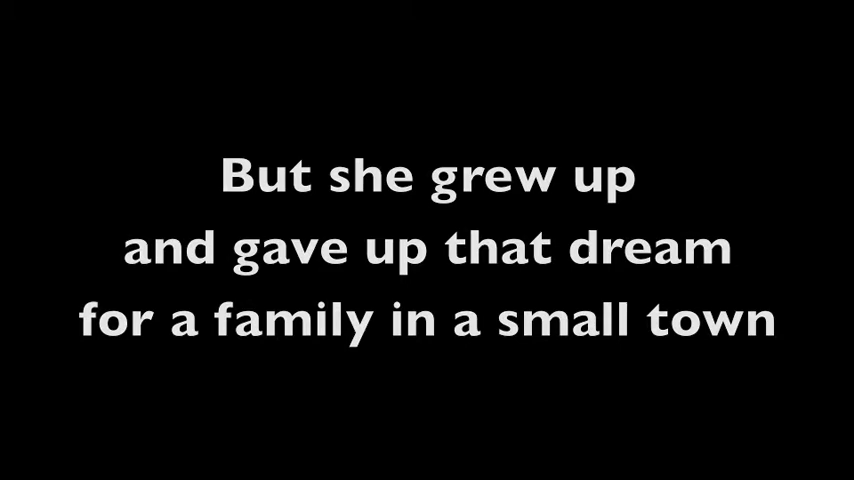 But she grew up
and gave up that dream
for a family in a small town